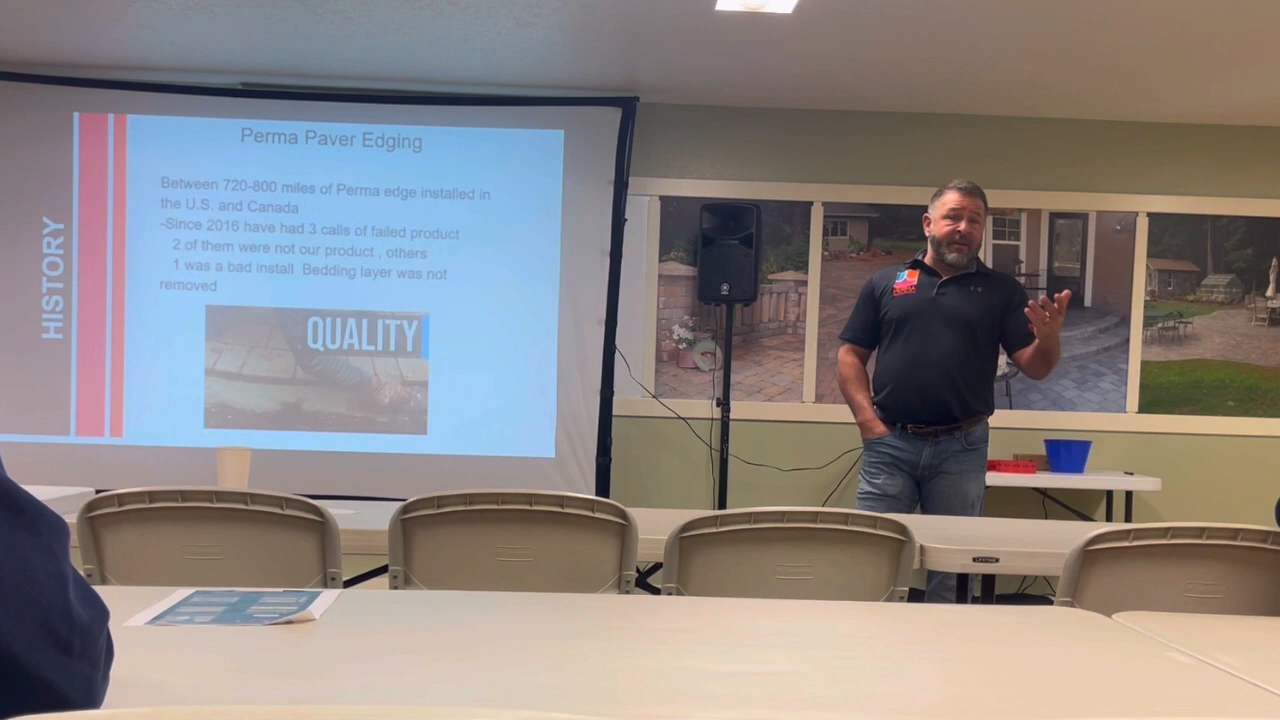 Perma Paver Edging
HISTORY
Between 720-800 miles of Perma edge installed in
the U.S. and Canada
-Since 2016 have had 3 calls of failed product
2 of them were not our product , others
1 was a bad install Bedding layer was not
removed
QUALITY
LIFETIME